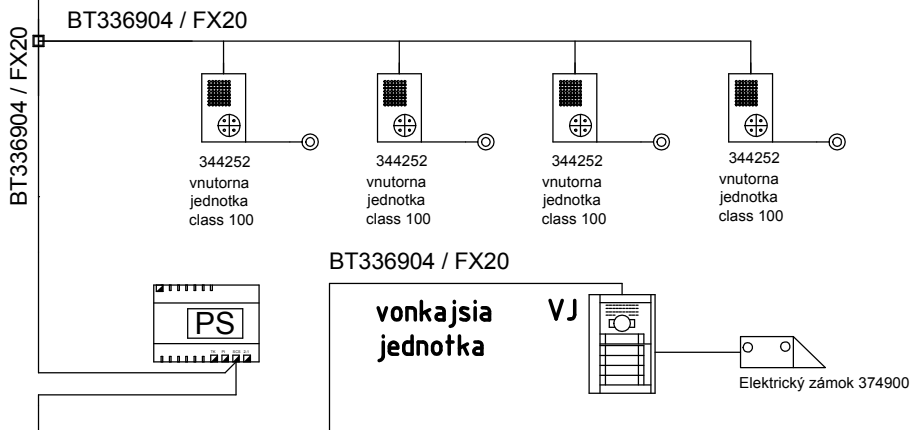 BT336904 / FX20
BT336904 / FX20
344252
vnutorna
jednotka
class 100
344252
vnutorna
jednotka
class 100
344252
vnutorna
jednotka
class 100
344252
vnutorna
jednotka
class 100
BT336904 / FX20
PS
vonkajsia
jednotka
VJ
Elektrický zámok 374900